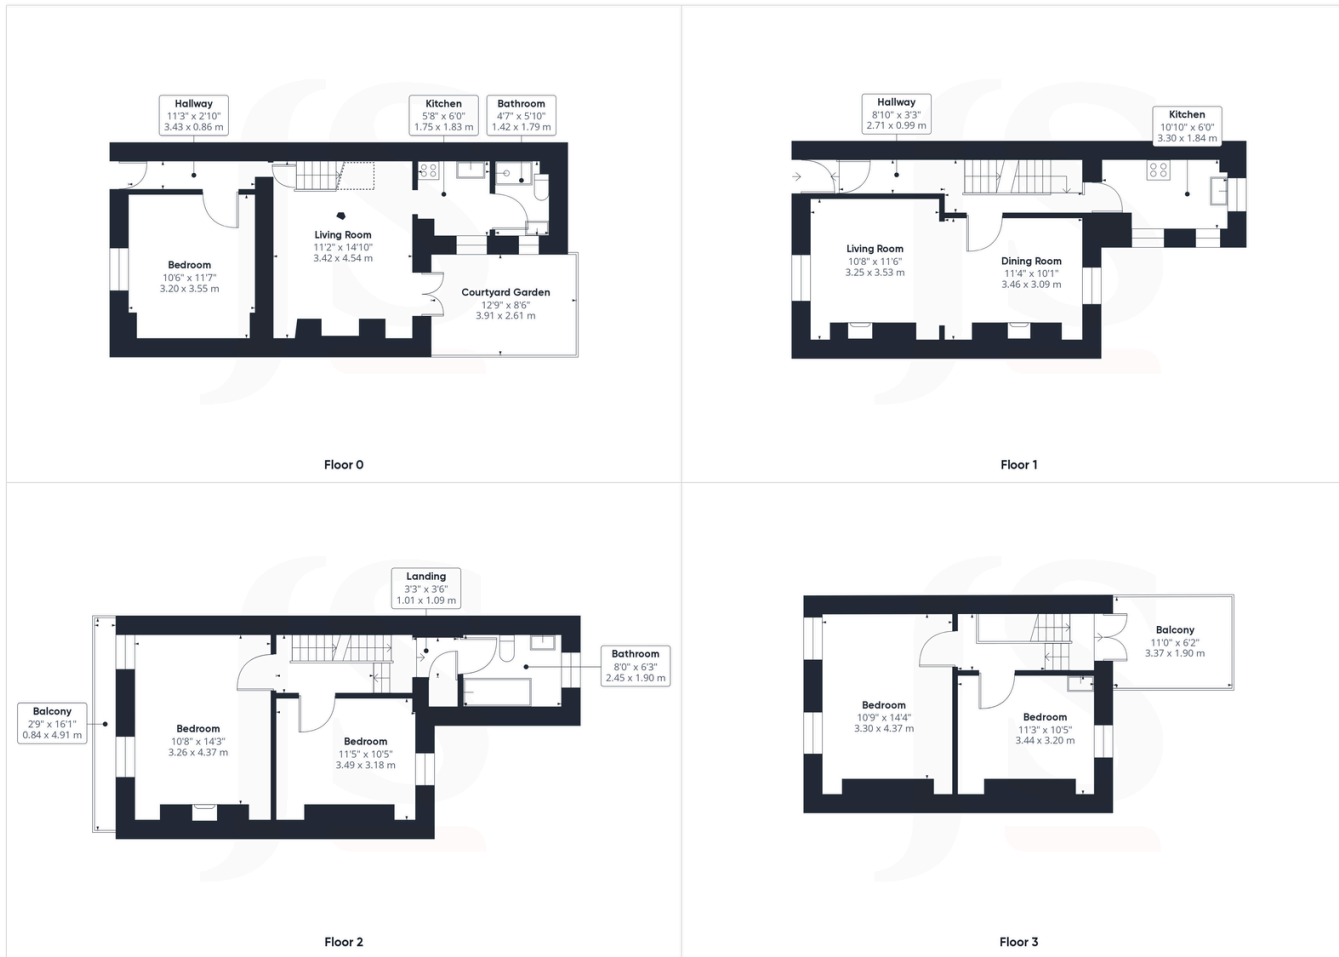 Hallway
11'3" x 2'10"
3.43 x 0.86 m
Kitchen
5'8" x 6'0"
1.75 x 1.83 m
Bathroom
4'7" x 5'10"
1.42 x 1.79 m
Living Room
11'2" x 14'10"
3.42 x 4.54 m
Bedroom
10'6" x 11'7"
3.20 x 3.55 m
Courtyard Garden
12'9" x 8'6"
3.91 x 2.61 m
Floor 0
Hallway
8'10" x 3'3"
2.71 x 0.99 m
Kitchen
10'10" x 6'0"
3.30 x 1.84 m
Living Room
10'8" x 11'6"
3.25 x 3.53 m
Dining Room
11'4" x 10'1"
3.46 x 3.09 m
Floor 1
Landing
3'3" x 3'6"
1.01 x 1.09 m
Bathroom
8'0" x 6'3"
2.45 x 1.90 m
Balcony
2'9" x 16'1"
0.84 x 4.91 m
Bedroom
10'8" x 14'3"
3.26 x 4.37 m
Bedroom
11'5" x 10'5"
3.49 x 3.18 m
Floor 2
Balcony
11'0" x 6'2"
3.37 x 1.90 m
Bedroom
10'9" x 14'4"
3.30 x 4.37 m
Bedroom
11'3" x 10'5"
3.44 x 3.20 m
Floor 3